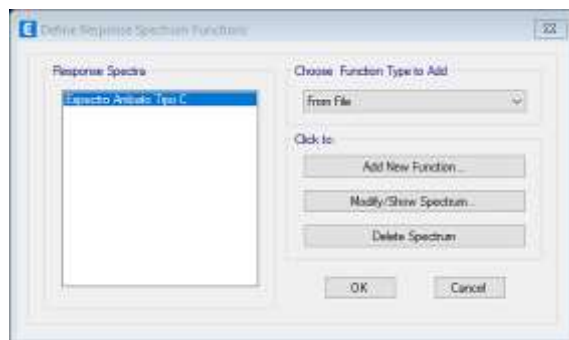 Define Response Spectrum Functions
Response Spectra
Espectro Ambato Tipo C
Choose Function Type to Add
From File
Click to:
Add New Function...
Modify/Show Spectrum...
Delete Spectrum
OK
Cancel